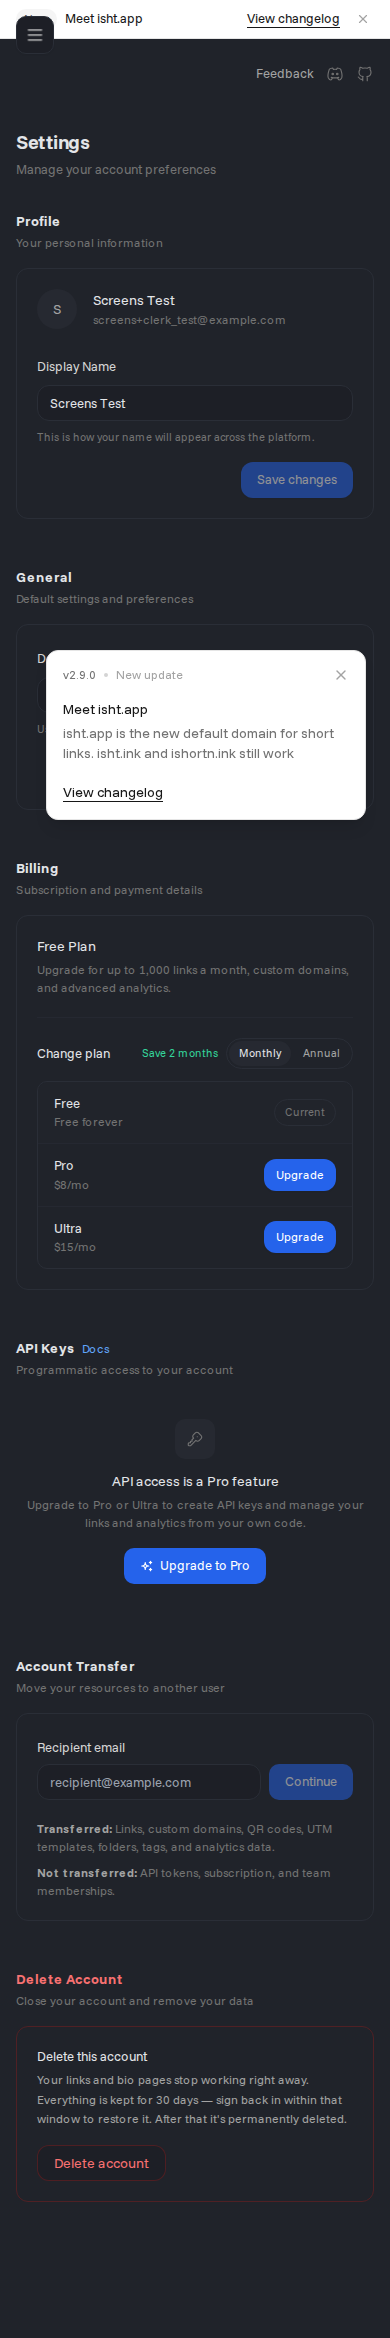 Meet isht.app View changelog
Feedback
Settings
Manage your account preferences
Profile
Your personal information
S
Screens Test
screens+clerk_test@example.com
Display Name
Screens Test
This is how your name will appear across the platform.
Save changes
General
Default settings and preferences
v2.9.0 • New update
Meet isht.app
isht.app is the new default domain for short
links. isht.ink and ishortn.ink still work
View changelog
Billing
Subscription and payment details
Free Plan
Upgrade for up to 1,000 links a month, custom domains,
and advanced analytics.
Change plan Save 2 months Monthly Annual
Free
Free forever
Current
Pro
$8/mo
Upgrade
Ultra
$15/mo
Upgrade
API Keys Docs
Programmatic access to your account
API access is a Pro feature
Upgrade to Pro or Ultra to create API keys and manage your
links and analytics from your own code.
Upgrade to Pro
Account Transfer
Move your resources to another user
Recipient email
recipient@example.com Continue
Transferred: Links, custom domains, QR codes, UTM
templates, folders, tags, and analytics data.
Not transferred: API tokens, subscription, and team
memberships.
Delete Account
Close your account and remove your data
Delete this account
Your links and bio pages stop working right away.
Everything is kept for 30 days — sign back in within that
window to restore it. After that it's permanently deleted.
Delete account